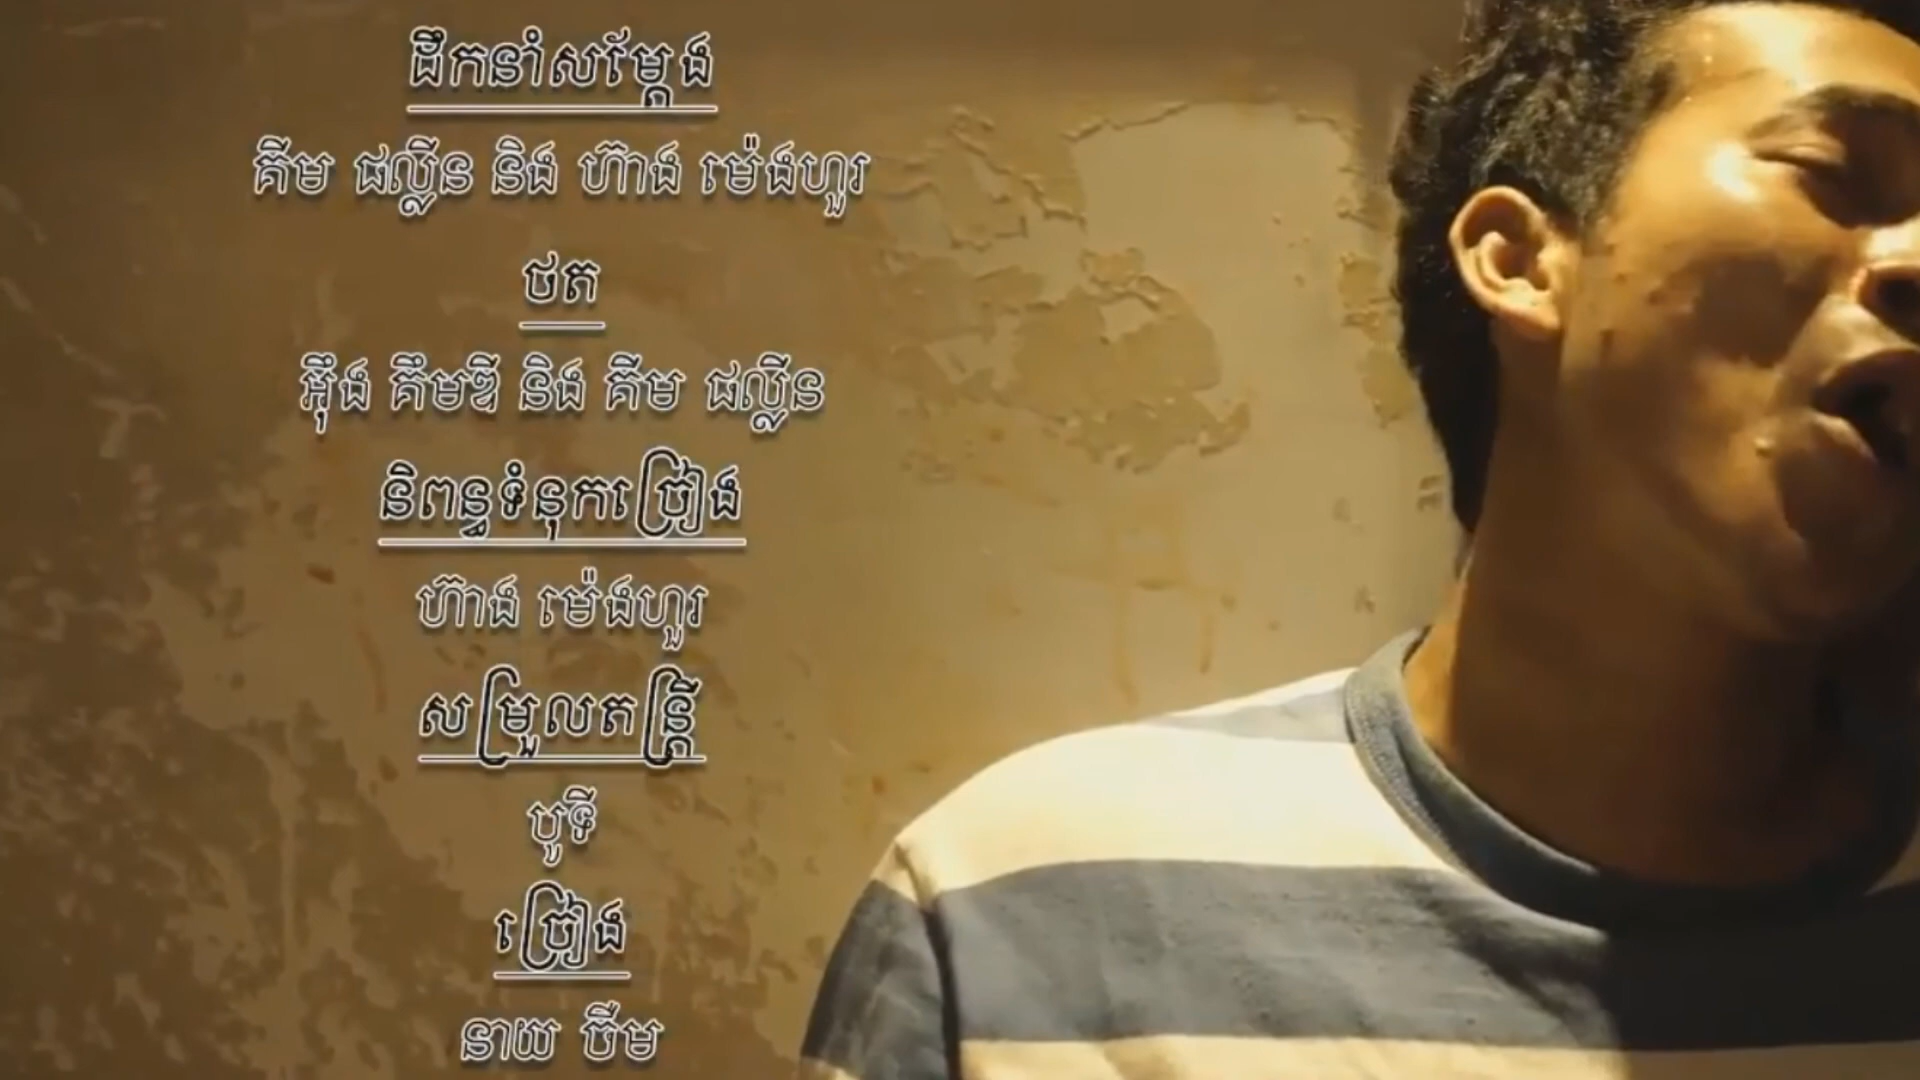 ដឹកនាំសម្ដែង
គីម ផល្លីន និង ហ៊ាង ម៉េងហួរ
ថត
អ៊ឹង គឹមឌី និង គីម ផល្លីន
និពន្ធទំនុកច្រៀង
ហ៊ាង ម៉េងហួរ
សម្រួលតន្ត្រី
បូទី
ច្រៀង
នាយ ចឺម